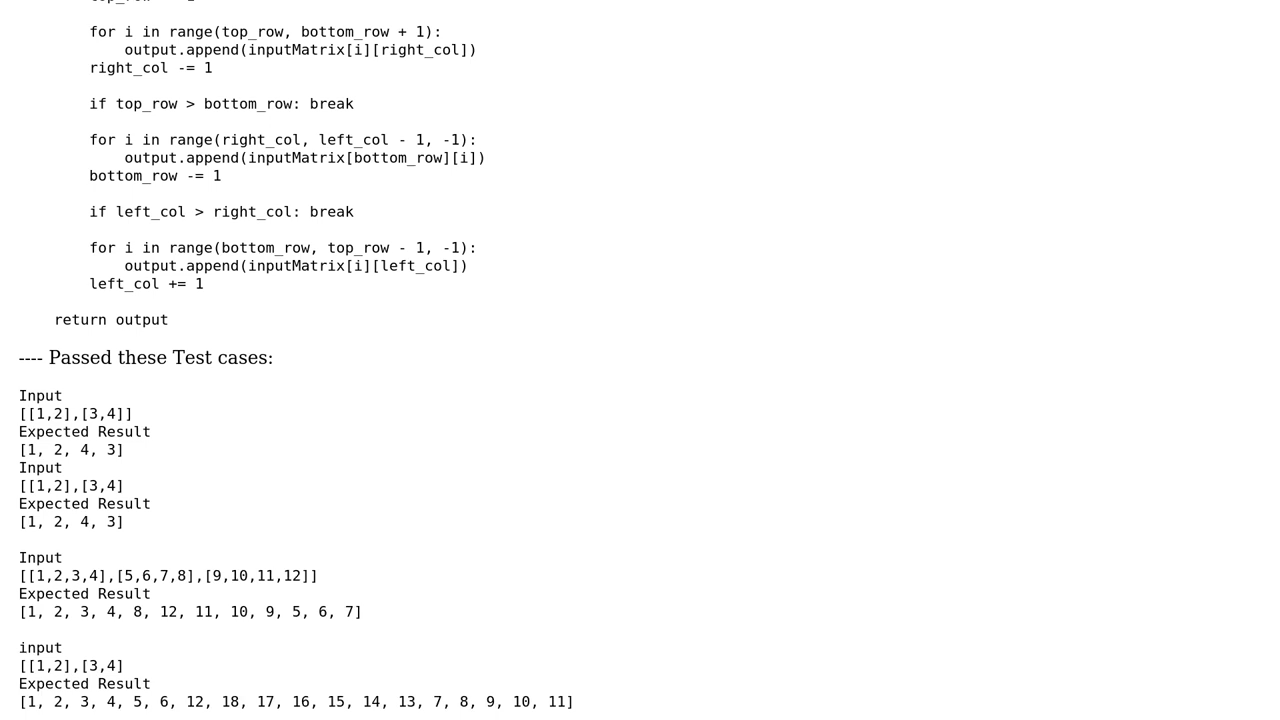 for i in range(top_row, bottom_row + 1):
output.append(inputMatrix[i][right_col])
right_col -= 1
if top_row > bottom_row: break
for i in range(right_col, left_col - 1, -1):
output.append(inputMatrix[bottom_row][i])
bottom_row -= 1
if left_col > right_col: break
for i in range(bottom_row, top_row - 1, -1):
output.append(inputMatrix[i][left_col])
left_col += 1
return output
---- Passed these Test cases:
Input
[[1,2],[3,4]]
Expected Result
[1, 2, 4, 3]
Input
[[1,2],[3,4]
Expected Result
[1, 2, 4, 3]
Input
[[1,2,3,4],[5,6,7,8],[9,10,11,12]]
Expected Result
[1, 2, 3, 4, 8, 12, 11, 10, 9, 5, 6, 7]
input
[[1,2],[3,4]
Expected Result
[1, 2, 3, 4, 5, 6, 12, 18, 17, 16, 15, 14, 13, 7, 8, 9, 10, 11]